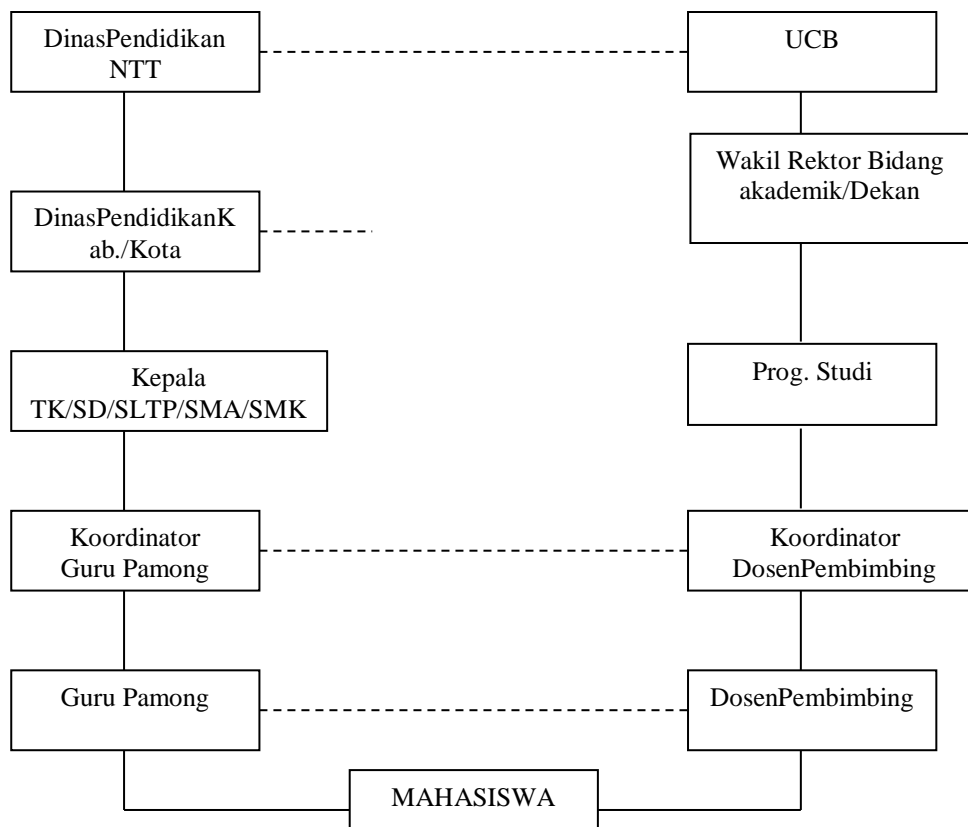 DinasPendidikan
NTT
UCB
Wakil Rektor Bidang
akademik/Dekan
DinasPendidikanK
ab./Kota
Kepala
TK/SD/SLTP/SMA/SMK
Prog. Studi
Koordinator
Guru Pamong
Koordinator
DosenPembimbing
Guru Pamong
DosenPembimbing
MAHASISWA